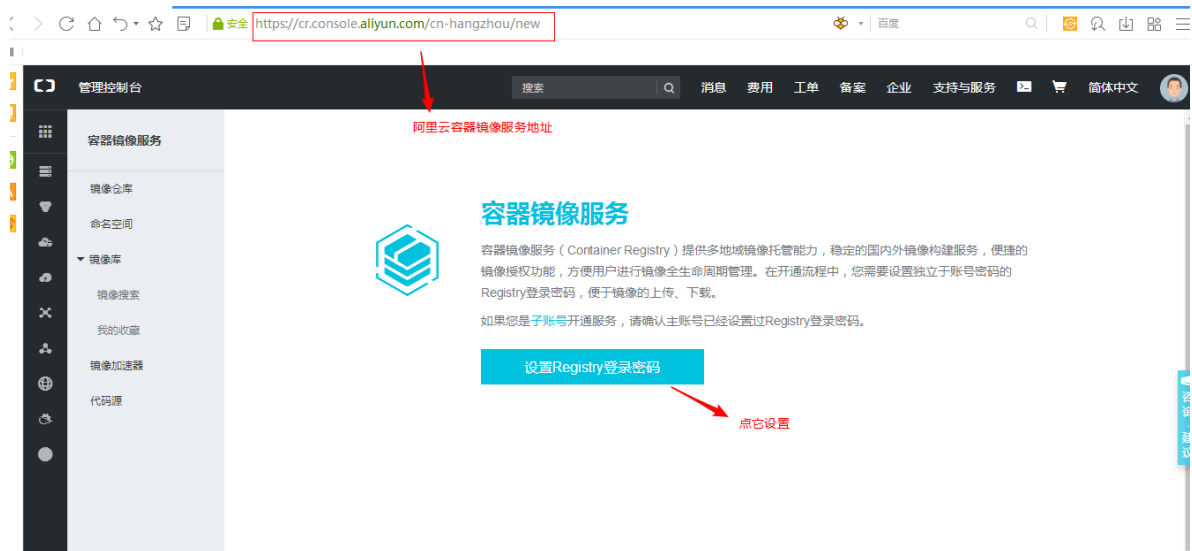 安全 https://cr.console.aliyun.com/cn-hangzhou/new
百度
管理控制台
搜索
消息 费用 工单 备案 企业 支持与服务 简体中文
阿里云容器镜像服务地址
容器镜像服务
镜像仓库
命名空间
镜像库
镜像搜索
我的收藏
镜像加速器
代码源
容器镜像服务
容器镜像服务（Container Registry）提供多地域镜像托管能力，稳定的国内外镜像构建服务，便捷的
镜像授权功能，方便用户进行镜像全生命周期管理。在开通流程中，您需要设置独立于账号密码的
Registry登录密码，便于镜像的上传、下载。
如果您是子账号开通服务，请确认主账号已经设置过Registry登录密码。
设置Registry登录密码
点它设置
咨询·建议